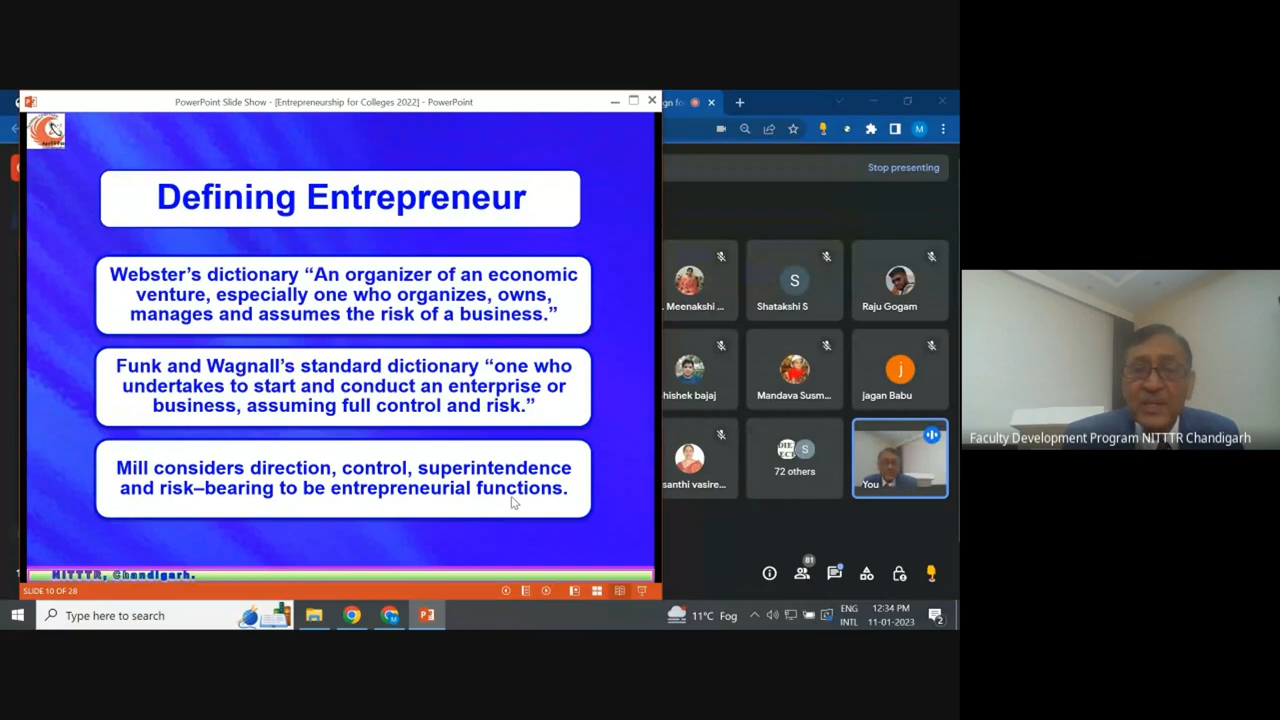 PowerPoint Slide Show - [Entrepreneurship for Colleges 2022] - PowerPoint
Defining Entrepreneur
Webster’s dictionary “An organizer of an economic
venture, especially one who organizes, owns,
manages and assumes the risk of a business.”
Funk and Wagnall’s standard dictionary “one who
undertakes to start and conduct an enterprise or
business, assuming full control and risk.”
Mill considers direction, control, superintendence
and risk–bearing to be entrepreneurial functions.
NITTTR, Chandigarh.
SLIDE 10 OF 28
M
Stop presenting
Meenakshi ...
S
Shatakshi S
Raju Gogam
bajaj
Mandava Susm...
j
jagan Babu
S
72 others
You
81
Faculty Development Program NITTTR Chandigarh
Type here to search
11°C Fog
ENG
INTL
12:34 PM
11-01-2023
2